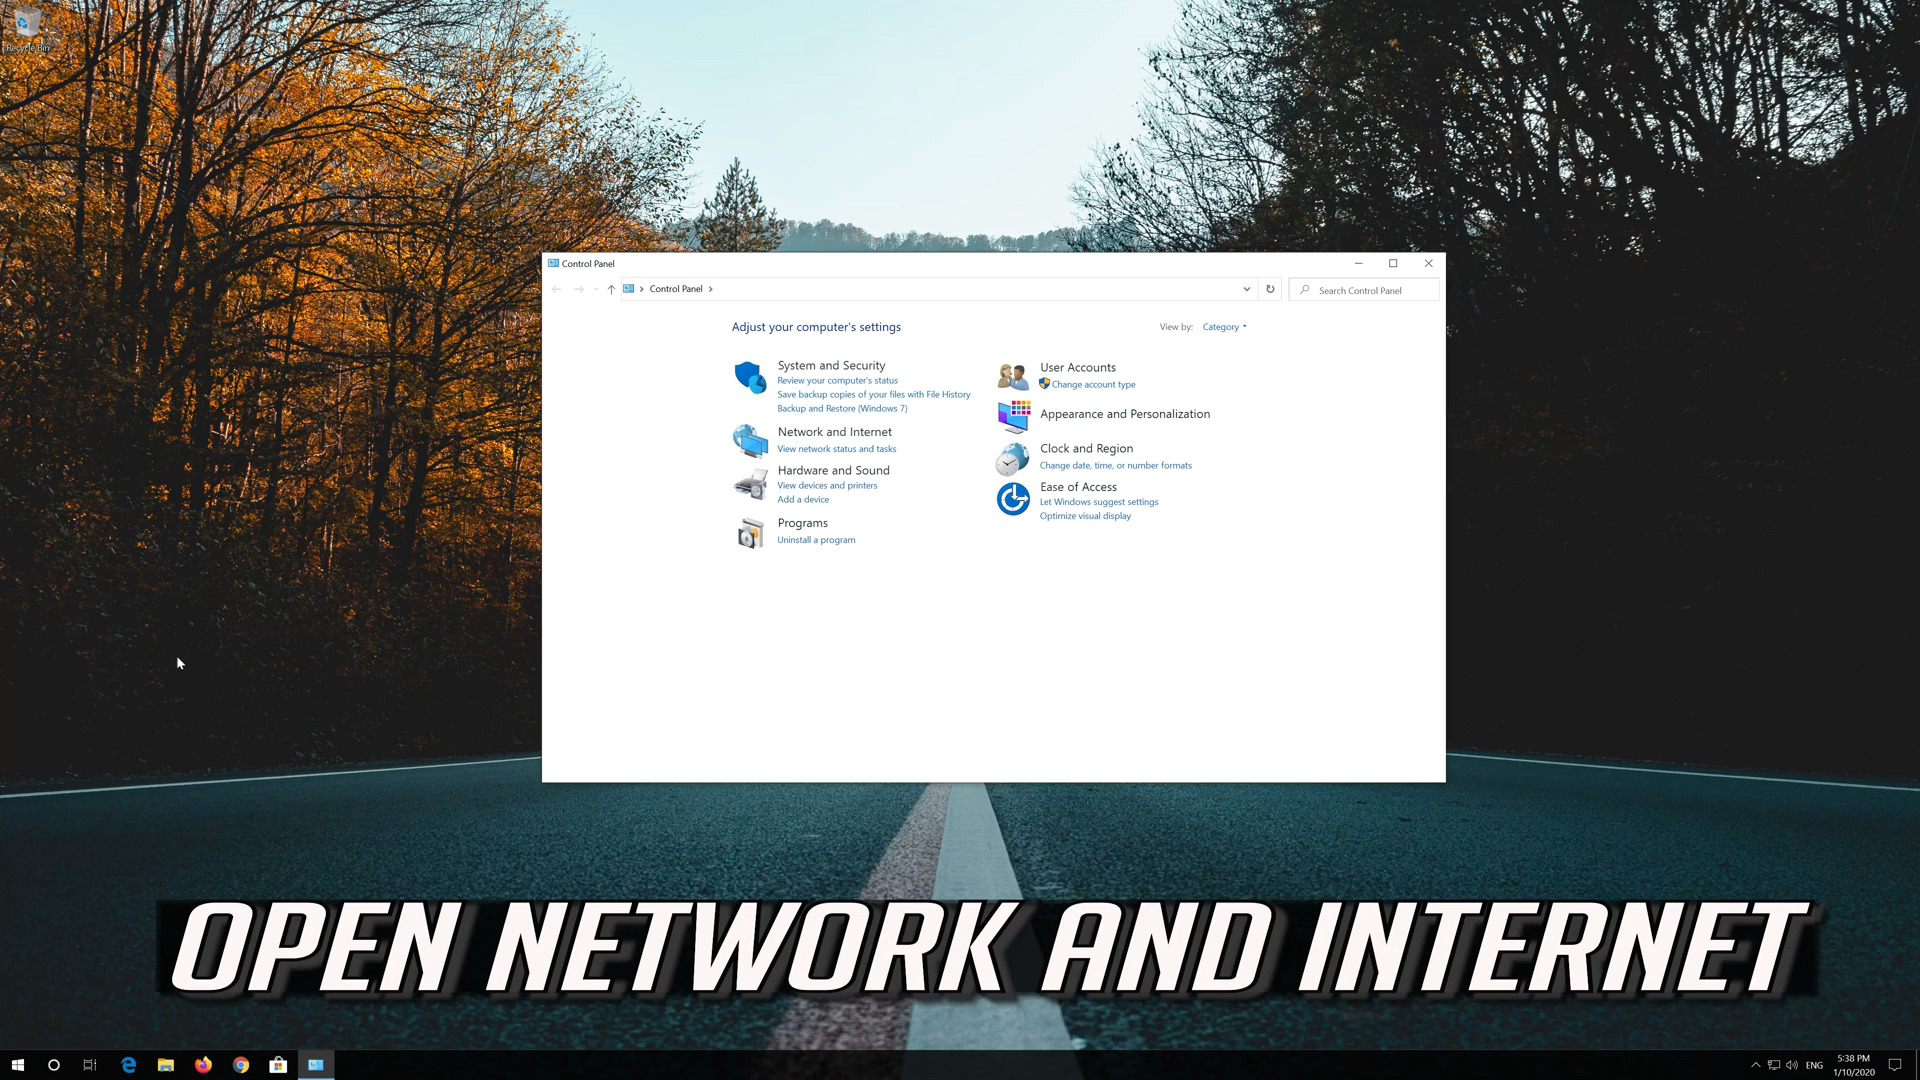 Recycle Bin
Control Panel
Control Panel
Search Control Panel
Adjust your computer's settings
View by: Category
System and Security
Review your computer's status
Save backup copies of your files with File History
Backup and Restore (Windows 7)
Network and Internet
View network status and tasks
Hardware and Sound
View devices and printers
Add a device
Programs
Uninstall a program
User Accounts
Change account type
Appearance and Personalization
Clock and Region
Change date, time, or number formats
Ease of Access
Let Windows suggest settings
Optimize visual display
OPEN NETWORK AND INTERNET
ENG
5:38 PM
1/10/2020